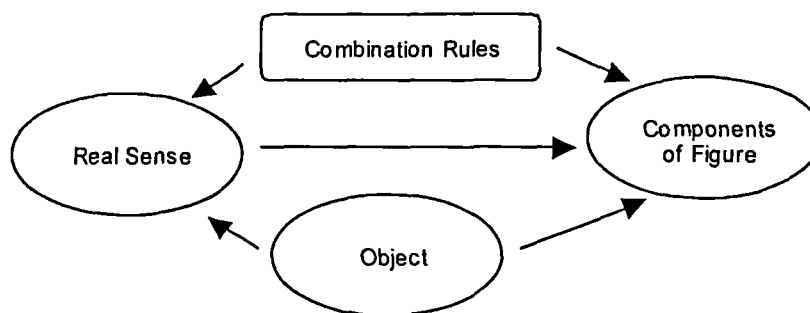 Combination Rules
Real Sense
Components
of Figure
Object